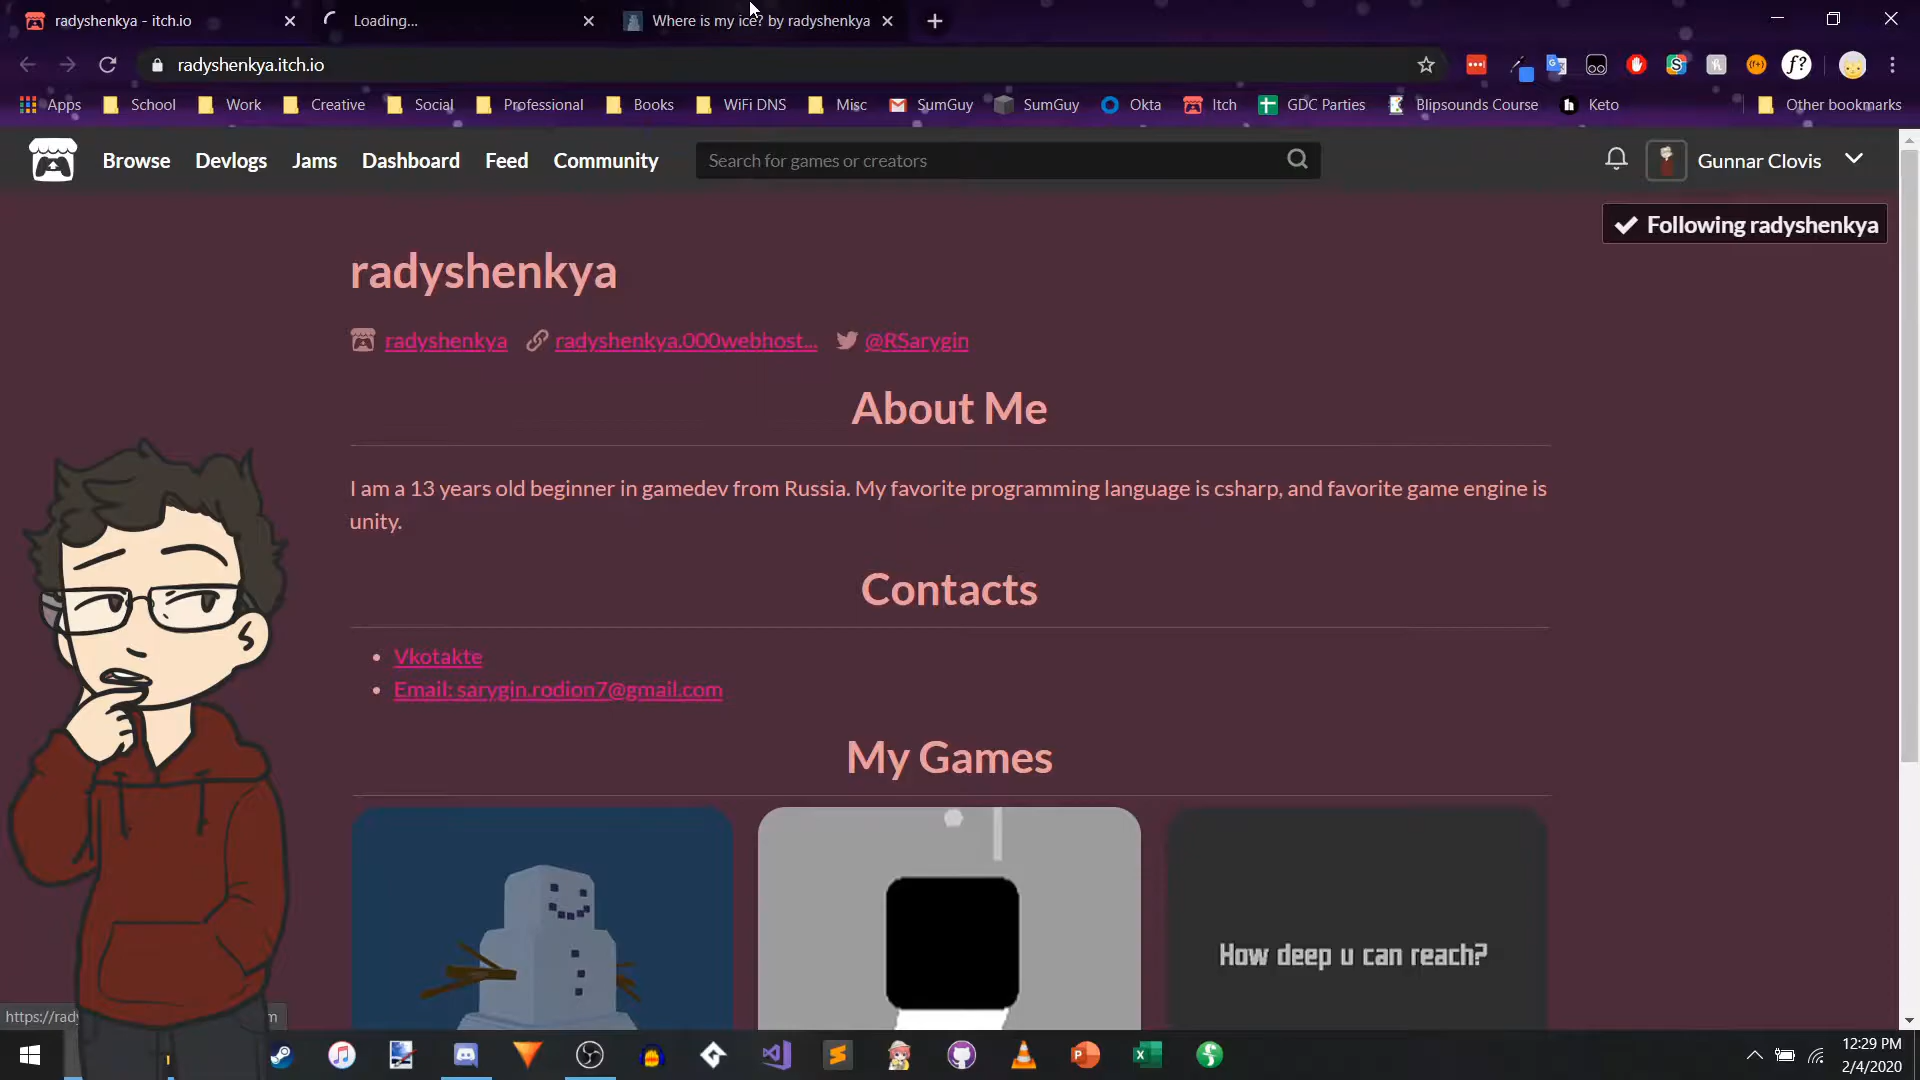 radyshenkya - itch.io
Loading...
Where is my ice? by radyshenkya
radyshenkya.itch.io
Apps School Work Creative Social Professional Books WiFi DNS Misc SumGuy SumGuy Okta Itch GDC Parties Blipsounds Course Keto Other bookmarks
Browse Devlogs Jams Dashboard Feed Community Search for games or creators Gunnar Clovis
Following radyshenkya
radyshenkya
radyshenkya radyshenkya.000webhost... @RSarygin
About Me
I am a 13 years old beginner in gamedev from Russia. My favorite programming language is csharp, and favorite game engine is
unity.
Contacts
• Vkotakte
• Email: sarygin.rodion7@gmail.com
My Games
How deep u can reach?
https://rady
m
12:29 PM
2/4/2020